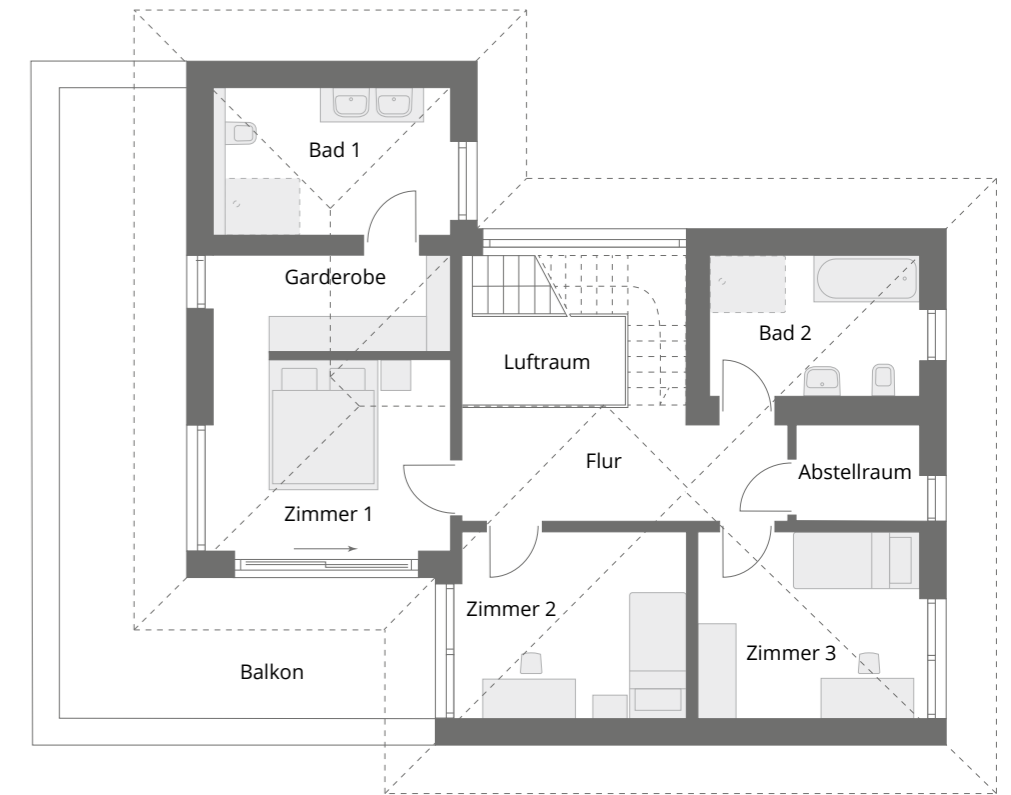 Bad 1
Garderobe
Bad 2
Luftraum
Flur
Abstellraum
Zimmer 1
Zimmer 2
Zimmer 3
Balkon